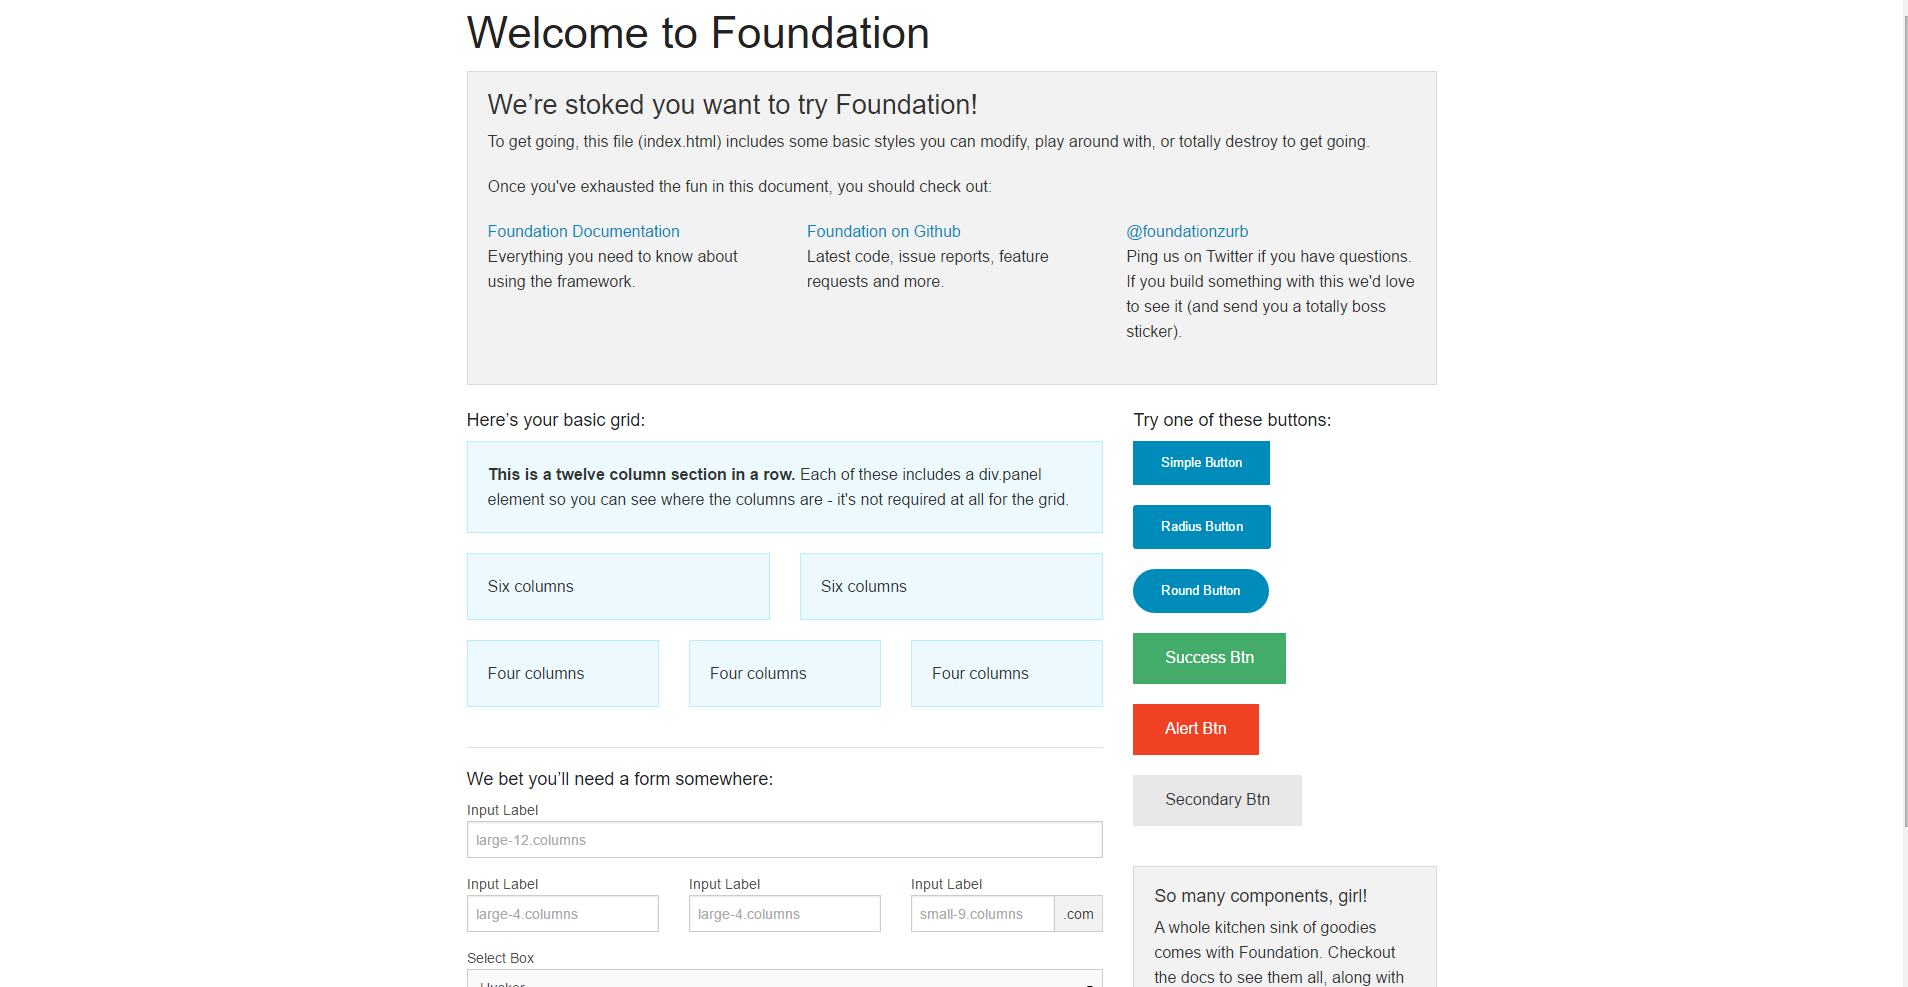 Welcome to Foundation
We’re stoked you want to try Foundation!
To get going, this file (index.html) includes some basic styles you can modify, play around with, or totally destroy to get going.
Once you've exhausted the fun in this document, you should check out:
Foundation Documentation
Everything you need to know about
using the framework.
Foundation on Github
Latest code, issue reports, feature
requests and more.
@foundationzurb
Ping us on Twitter if you have questions.
If you build something with this we'd love
to see it (and send you a totally boss
sticker).
Here’s your basic grid:
This is a twelve column section in a row. Each of these includes a div.panel
element so you can see where the columns are - it's not required at all for the grid.
Six columns
Six columns
Four columns
Four columns
Four columns
We bet you’ll need a form somewhere:
Input Label
large-12.columns
Input Label
large-4.columns
Input Label
large-4.columns
Input Label
small-9.columns
.com
Select Box
Husker
Try one of these buttons:
Simple Button
Radius Button
Round Button
Success Btn
Alert Btn
Secondary Btn
So many components, girl!
A whole kitchen sink of goodies
comes with Foundation. Checkout
the docs to see them all, along with